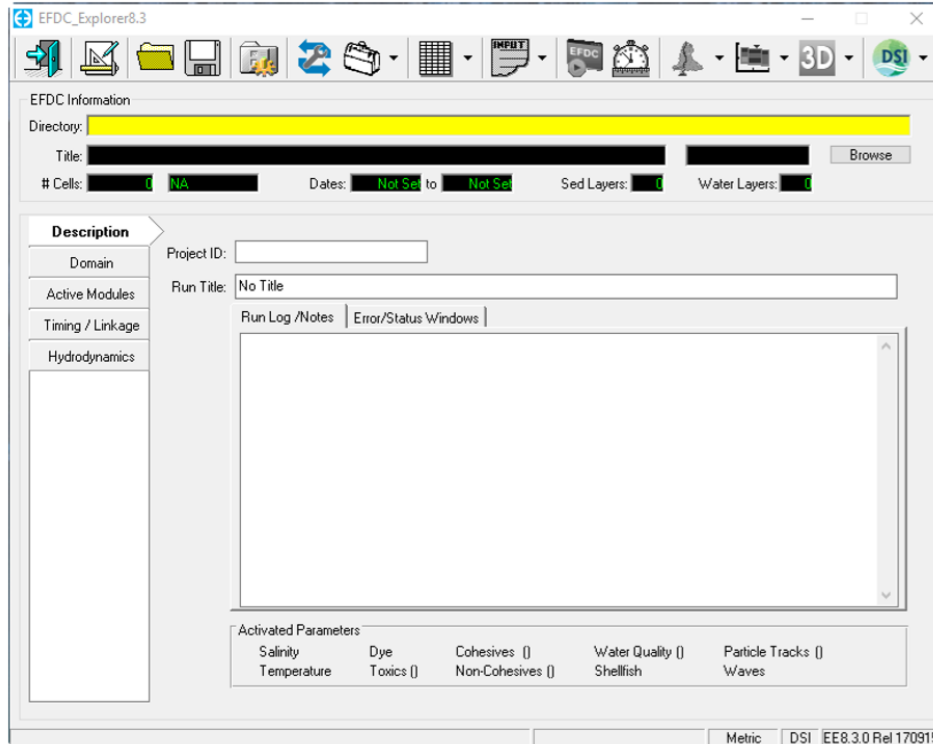 EFDC_Explorer8.3
INPUT EFDC 3D DSI
EFDC Information
Directory:
Title: Browse
# Cells: 0 NA Dates: Not Set to Not Set Sed Layers: 0 Water Layers: 0
Description
Domain
Active Modules
Timing / Linkage
Hydrodynamics
Project ID:
Run Title: No Title
Run Log /Notes Error/Status Windows
Activated Parameters
Salinity Dye Cohesives () Water Quality () Particle Tracks ()
Temperature Toxics () Non-Cohesives () Shellfish Waves
Metric DSI EE8.3.0 Rel 170915